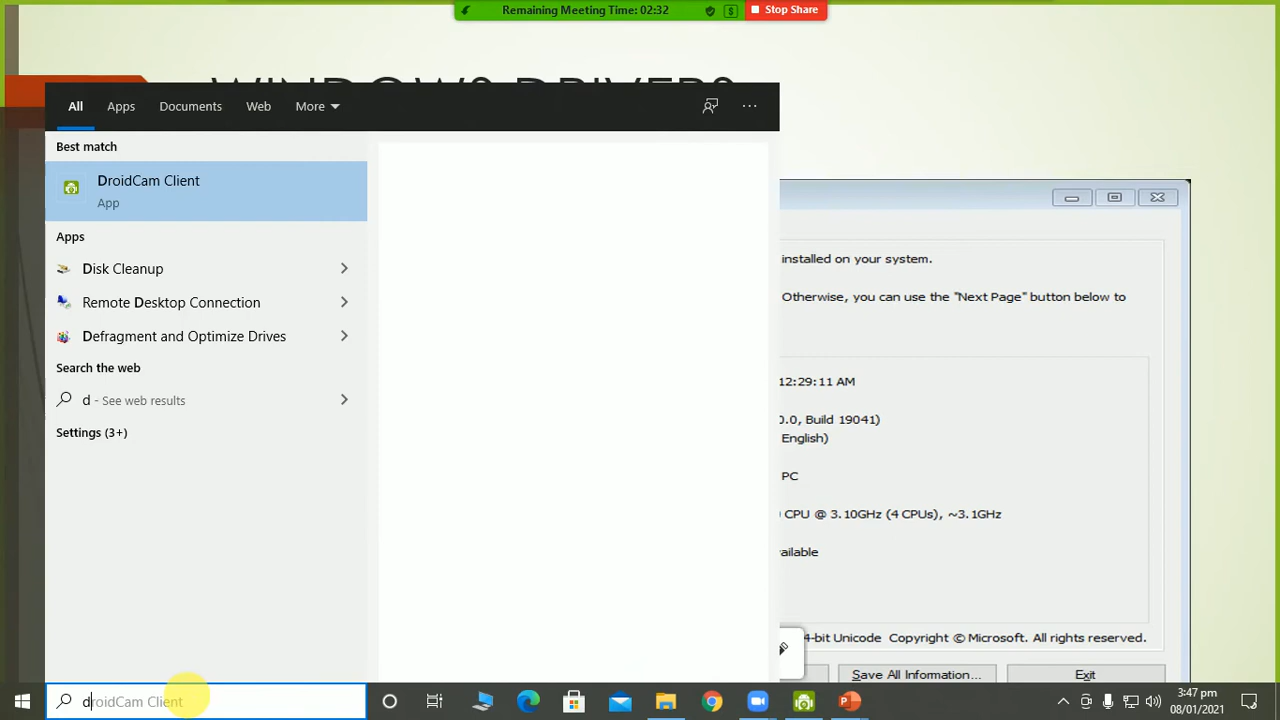 Remaining Meeting Time: 02:32
Stop Share
WINDOWS DRIVERS
All Apps Documents Web More
Best match
DroidCam Client
App
Apps
Disk Cleanup
Remote Desktop Connection
Defragment and Optimize Drives
Search the web
d - See web results
Settings (3+)
installed on your system.
Otherwise, you can use the "Next Page" button below to
12:29:11 AM
0.0, Build 19041)
English)
PC
CPU @ 3.10GHz (4 CPUs), ~3.1GHz
ailable
4-bit Unicode Copyright © Microsoft. All rights reserved.
Save All Information...
Exit
droidCam Client
3:47 pm
08/01/2021